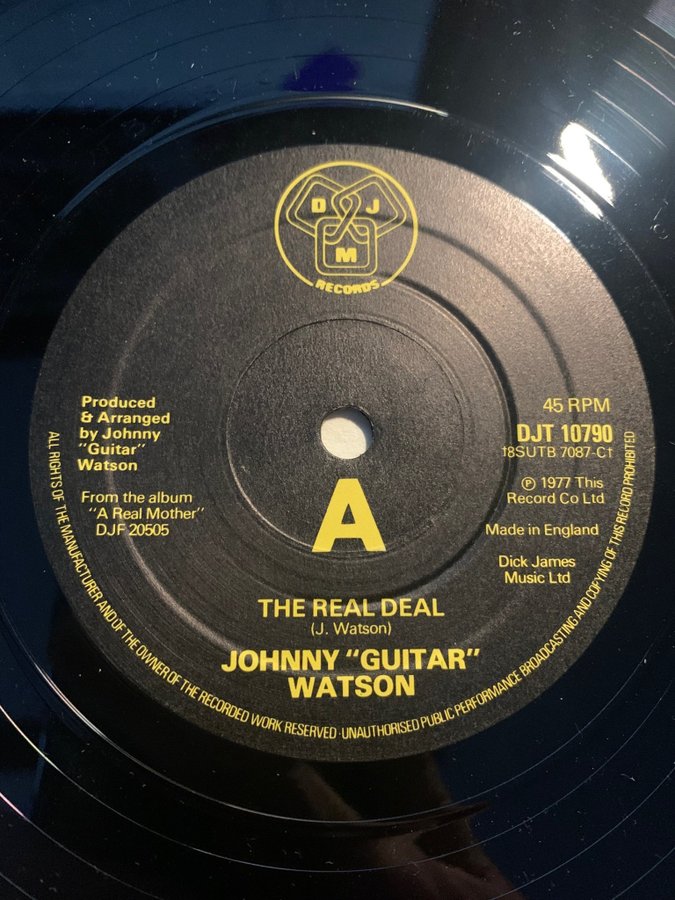 D J
M
RECORDS
Produced
& Arranged
by Johnny
"Guitar"
Watson
From the album
"A Real Mother"
DJF 20505
45 RPM
DJT 10790
†8SUTB 7087-C†
℗ 1977 This
Record Co Ltd
Made in England
Dick James
Music Ltd
A
THE REAL DEAL
(J. Watson)
JOHNNY "GUITAR"
WATSON
ALL RIGHTS OF THE MANUFACTURER AND OF THE OWNER OF THE RECORDED WORK RESERVED · UNAUTHORISED PUBLIC PERFORMANCE BROADCASTING AND COPYING OF THIS RECORD PROHIBITED